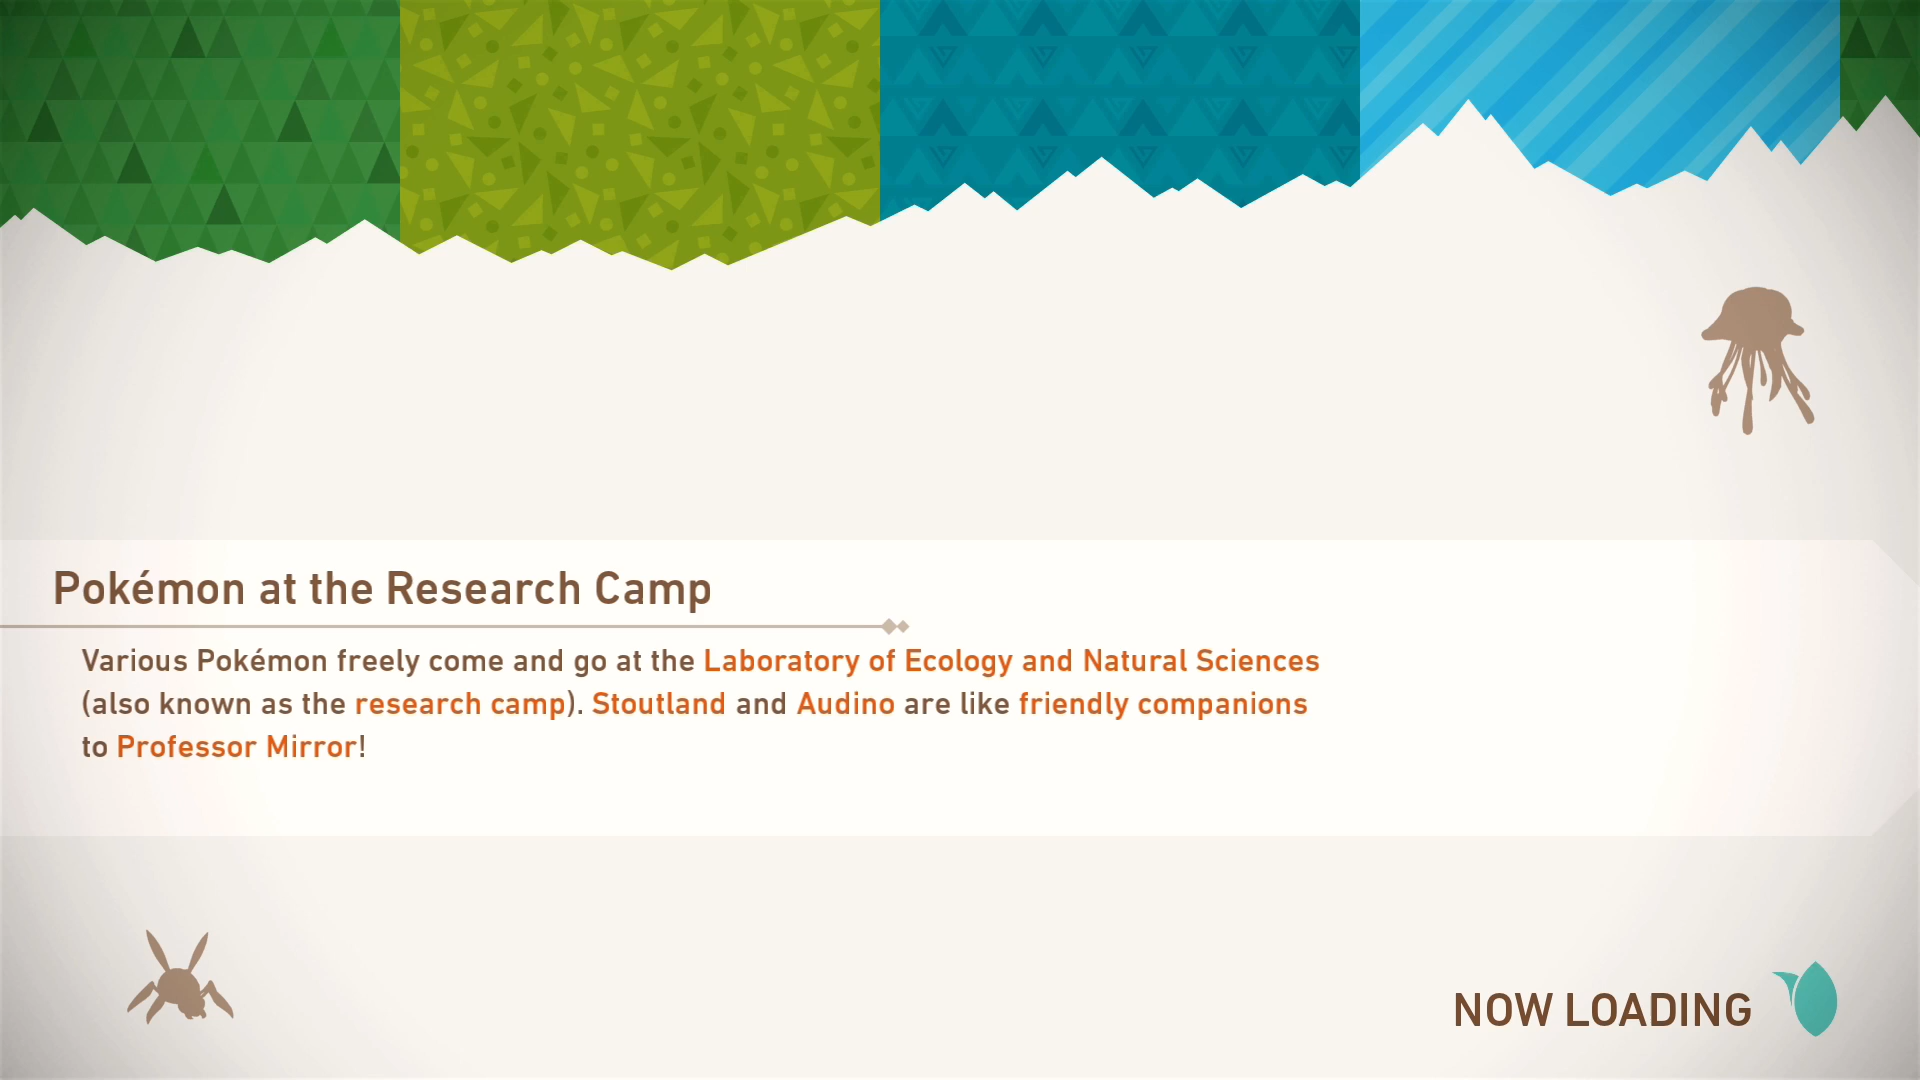 Pokémon at the Research Camp
Various Pokémon freely come and go at the Laboratory of Ecology and Natural Sciences
(also known as the research camp). Stoutland and Audino are like friendly companions
to Professor Mirror!
NOW LOADING